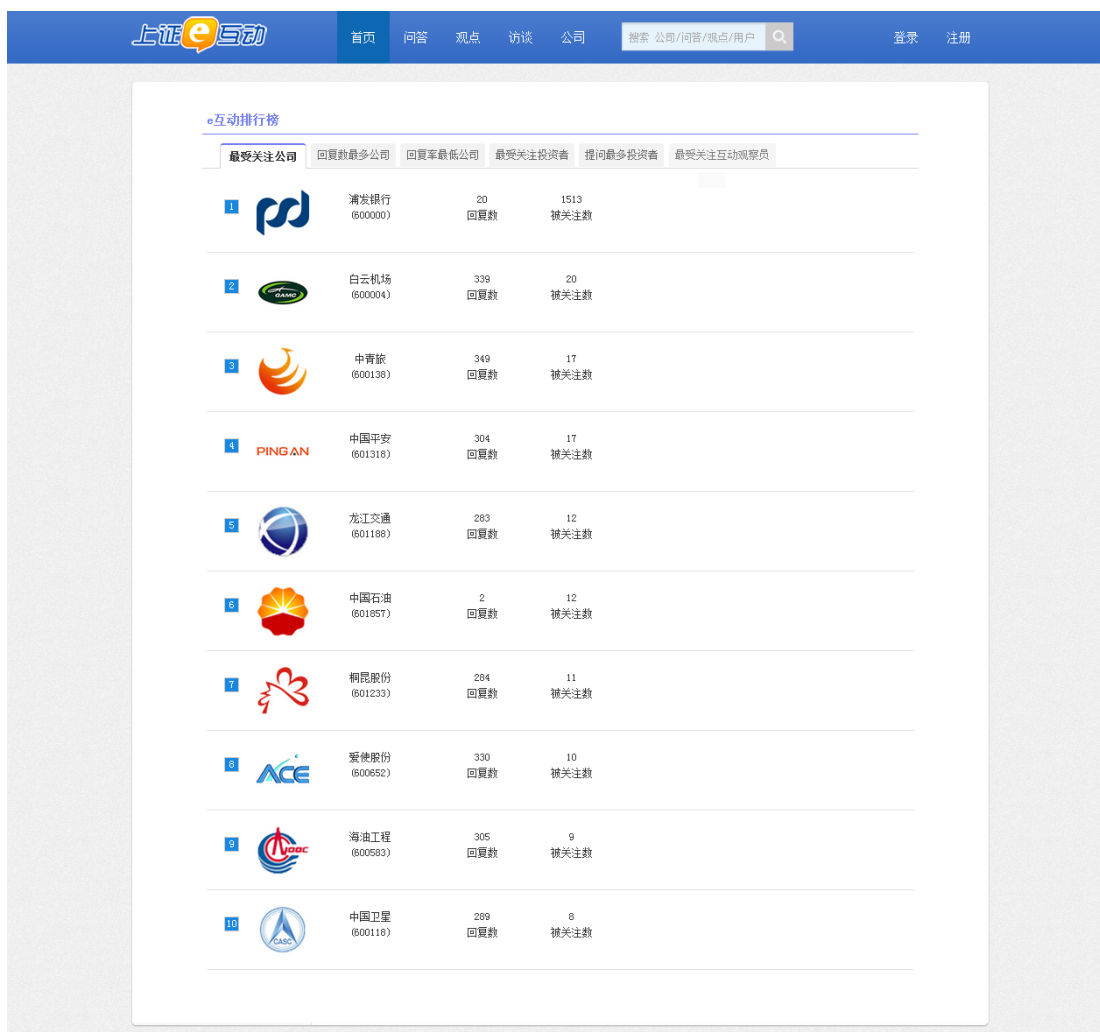 上证e互动 首页 问答 观点 访谈 公司 搜索 公司/问答/观点/用户 登录 注册
e互动排行榜
最受关注公司 回复数最多公司 回复率最低公司 最受关注投资者 提问最多投资者 最受关注互动观察员
1 浦发银行 20 1513
(600000) 回复数 被关注数
2 白云机场 339 20
GAMC (600004) 回复数 被关注数
3 中青旅 349 17
(600138) 回复数 被关注数
4 中国平安 304 17
PINGAN (601318) 回复数 被关注数
5 龙江交通 283 12
(601188) 回复数 被关注数
6 中国石油 2 12
(601857) 回复数 被关注数
7 桐昆股份 284 11
(601233) 回复数 被关注数
8 爱使股份 330 10
ACE (600652) 回复数 被关注数
9 海油工程 305 9
CNOOC (600583) 回复数 被关注数
10 中国卫星 289 8
CASC (600118) 回复数 被关注数